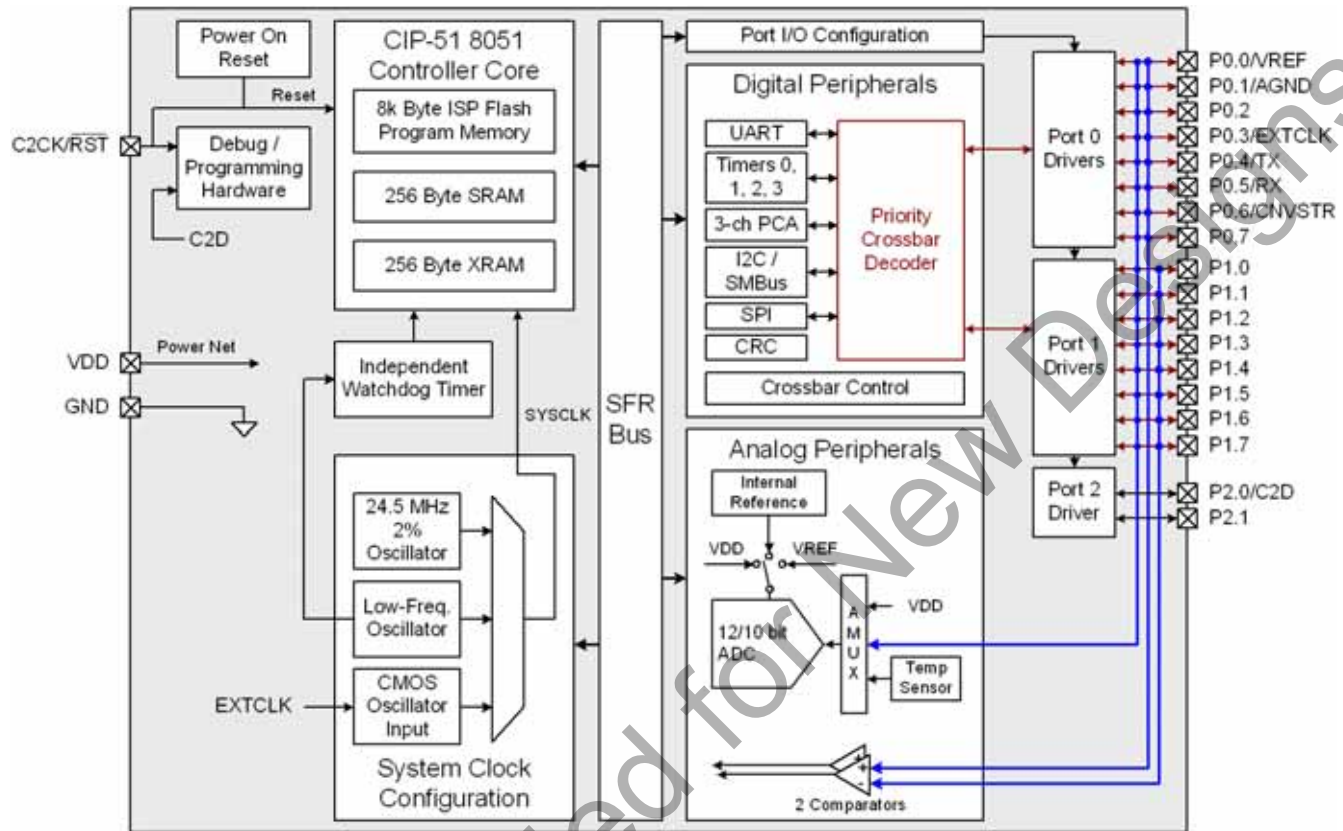 Power On
Reset
Reset
C2CK/RST
Debug /
Programming
Hardware
C2D
VDD
Power Net
GND
CIP-51 8051
Controller Core
8k Byte ISP Flash
Program Memory
256 Byte SRAM
256 Byte XRAM
Independent
Watchdog Timer
SYSCLK
24.5 MHz
2%
Oscillator
Low-Freq.
Oscillator
EXTCLK
CMOS
Oscillator
Input
System Clock
Configuration
SFR
Bus
Port I/O Configuration
Digital Peripherals
UART
Timers 0,
1, 2, 3
3-ch PCA
I2C /
SMBus
SPI
CRC
Priority
Crossbar
Decoder
Crossbar Control
Analog Peripherals
Internal
Reference
VDD
VREF
12/10 bit
ADC
A
M
U
X
VDD
Temp
Sensor
+
+
-
2 Comparators
Port 0
Drivers
Port 1
Drivers
Port 2
Driver
P0.0/VREF
P0.1/AGND
P0.2
P0.3/EXTCLK
P0.4/TX
P0.5/RX
P0.6/CNVSTR
P0.7
P1.0
P1.1
P1.2
P1.3
P1.4
P1.5
P1.6
P1.7
P2.0/C2D
P2.1
for New Designs